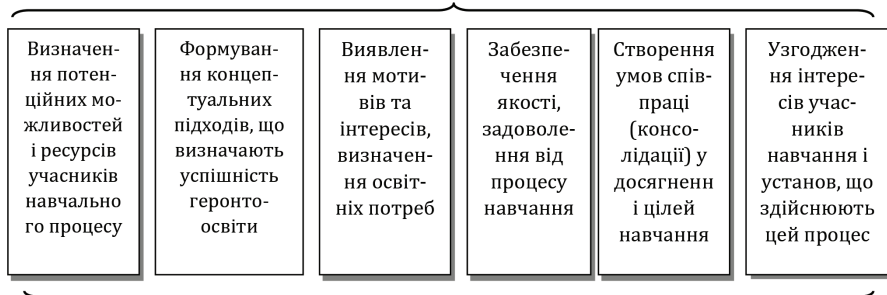 Визначен-
ня потен-
ційних мо-
жливостей
і ресурсів
учасників
навчально
го процесу
Формуван-
ня концеп-
туальних
підходів, що
визначають
успішність
геронто-
освіти
Виявлен-
ня моти-
вів та
інтересів,
визначен-
ня освіт-
ніх потреб
Забезпе-
чення
якості,
задоволе-
ння від
процесу
навчання
Створення
умов спів-
праці
(консо-
лідації) у
досягненн
і цілей
навчання
Узгоджен-
ня інтере-
сів учас-
ників
навчання і
установ, що
здійснюють
цей процес